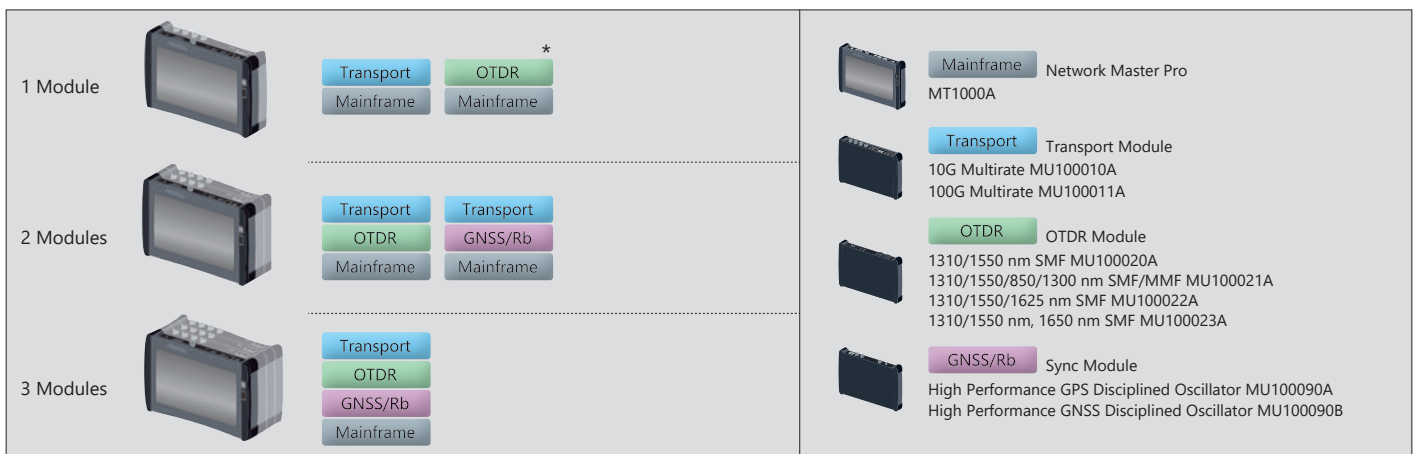 1 Module
*
Transport OTDR
Mainframe Mainframe
2 Modules
Transport Transport
OTDR GNSS/Rb
Mainframe Mainframe
3 Modules
Transport
OTDR
GNSS/Rb
Mainframe
Mainframe Network Master Pro
MT1000A
Transport Transport Module
10G Multirate MU100010A
100G Multirate MU100011A
OTDR OTDR Module
1310/1550 nm SMF MU100020A
1310/1550/850/1300 nm SMF/MMF MU100021A
1310/1550/1625 nm SMF MU100022A
1310/1550 nm, 1650 nm SMF MU100023A
GNSS/Rb Sync Module
High Performance GPS Disciplined Oscillator MU100090A
High Performance GNSS Disciplined Oscillator MU100090B